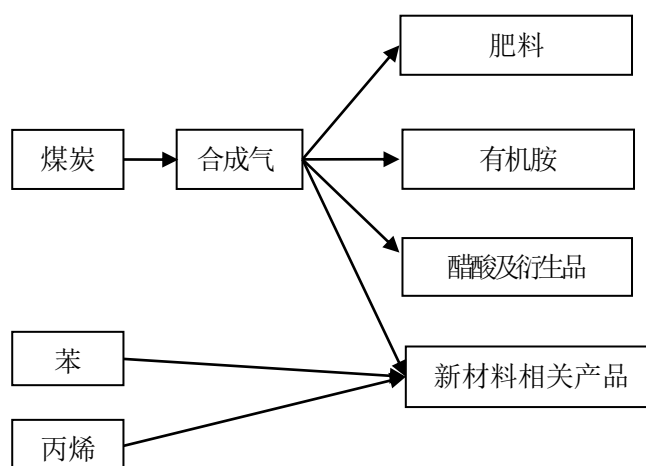 肥料
煤炭
合成气
有机胺
醋酸及衍生品
苯
新材料相关产品
丙烯